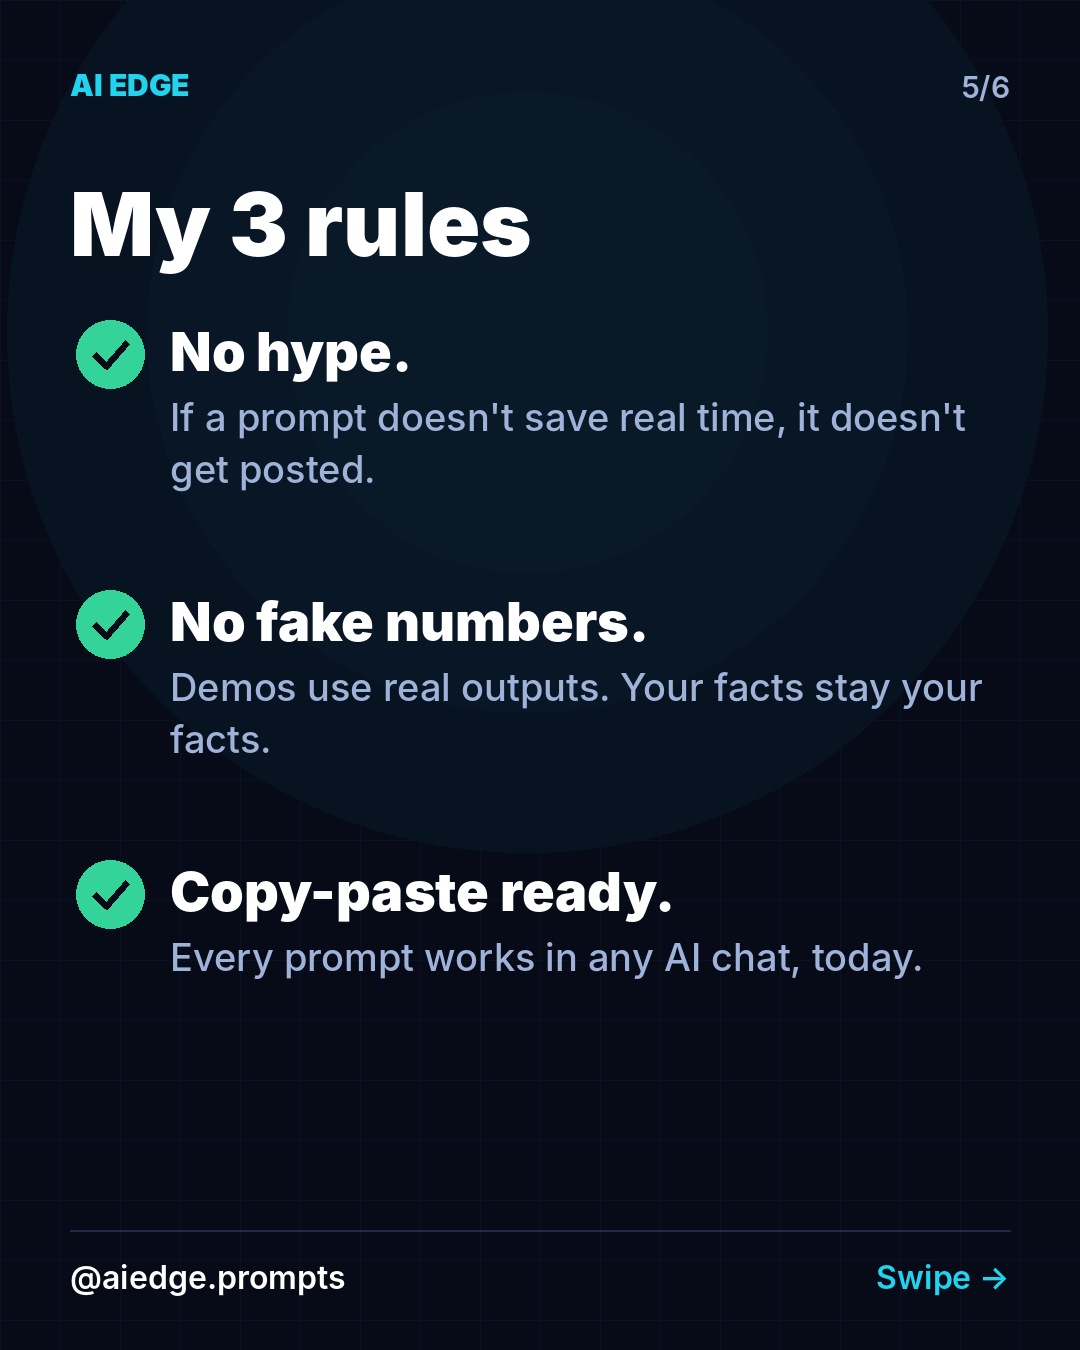 AI EDGE
5/6
My 3 rules
No hype.
If a prompt doesn't save real time, it doesn't
get posted.
No fake numbers.
Demos use real outputs. Your facts stay your
facts.
Copy-paste ready.
Every prompt works in any AI chat, today.
@aiedge.prompts
Swipe →